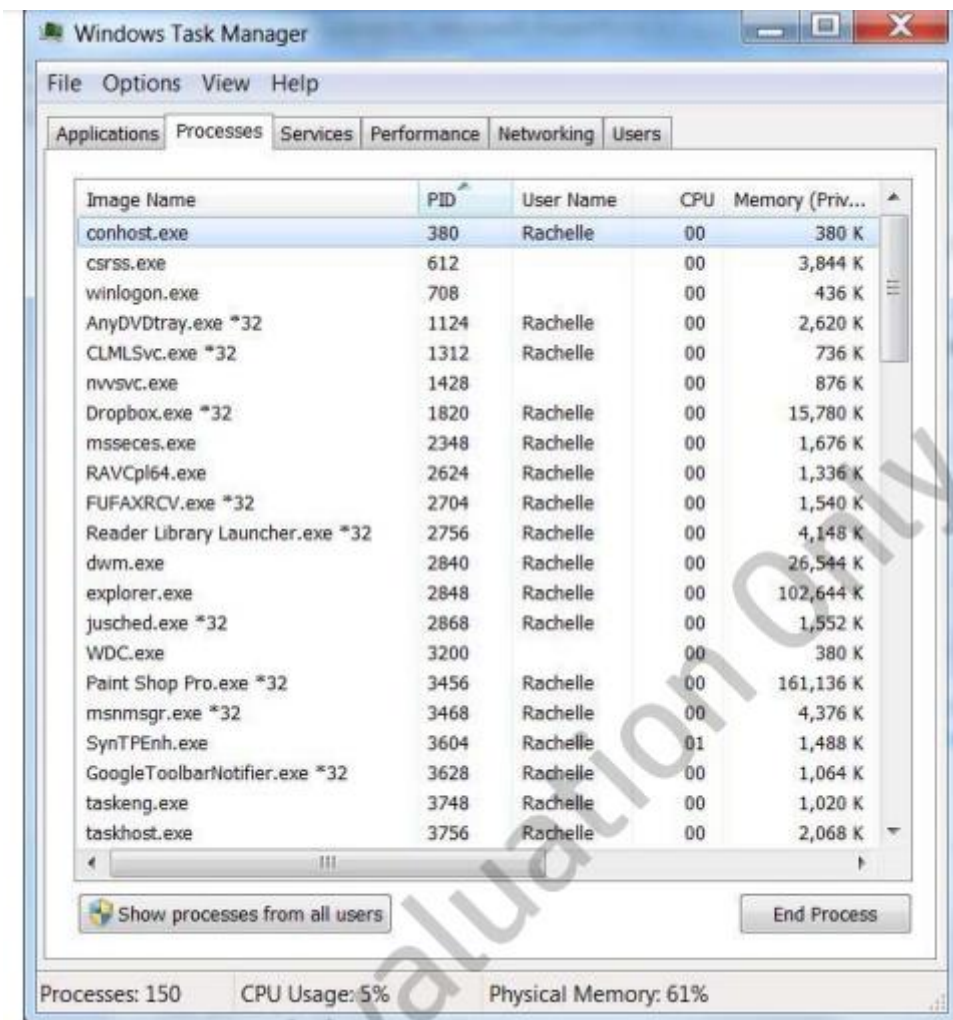 Windows Task Manager
File Options View Help
Applications Processes Services Performance Networking Users
Image Name PID User Name CPU Memory (Priv...
conhost.exe 380 Rachelle 00 380 K
csrss.exe 612 00 3,844 K
winlogon.exe 708 00 436 K
AnyDVDtray.exe *32 1124 Rachelle 00 2,620 K
CLMLSvc.exe *32 1312 Rachelle 00 736 K
nvvsvc.exe 1428 00 876 K
Dropbox.exe *32 1820 Rachelle 00 15,780 K
msseces.exe 2348 Rachelle 00 1,676 K
RAVCpl64.exe 2624 Rachelle 00 1,336 K
FUFAXRCV.exe *32 2704 Rachelle 00 1,540 K
Reader Library Launcher.exe *32 2756 Rachelle 00 4,148 K
dwm.exe 2840 Rachelle 00 26,544 K
explorer.exe 2848 Rachelle 00 102,644 K
jusched.exe *32 2868 Rachelle 00 1,552 K
WDC.exe 3200 00 380 K
Paint Shop Pro.exe *32 3456 Rachelle 00 161,136 K
msnmsgr.exe *32 3468 Rachelle 00 4,376 K
SynTPEnh.exe 3604 Rachelle 01 1,488 K
GoogleToolbarNotifier.exe *32 3628 Rachelle 00 1,064 K
taskeng.exe 3748 Rachelle 00 1,020 K
taskhost.exe 3756 Rachelle 00 2,068 K
Show processes from all users End Process
Processes: 150 CPU Usage: 5% Physical Memory: 61%
valuation Only